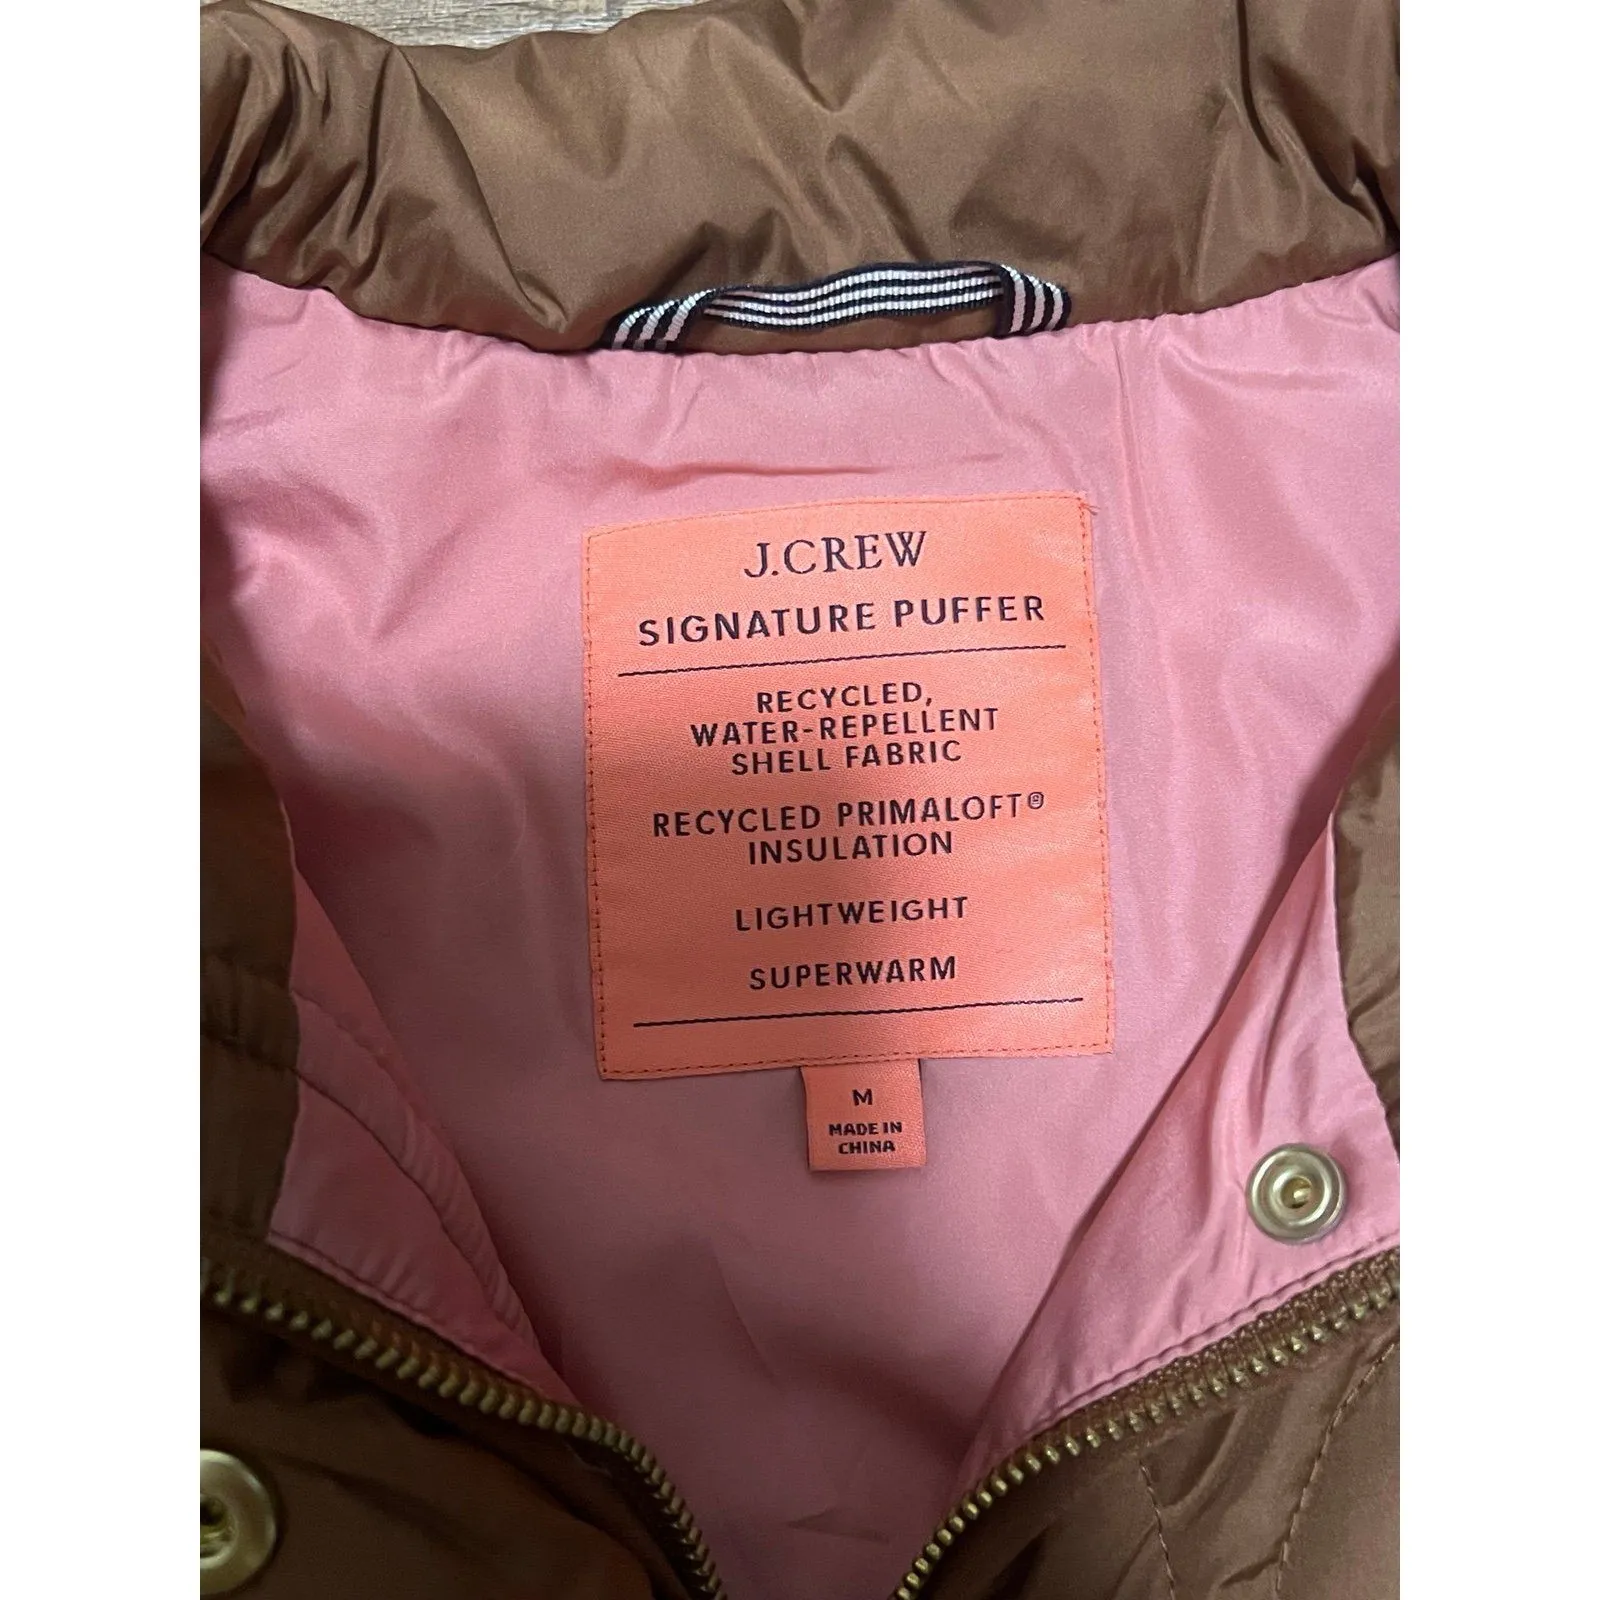 J.CREW
SIGNATURE PUFFER
RECYCLED,
WATER-REPELLENT
SHELL FABRIC
RECYCLED PRIMALOFT®
INSULATION
LIGHTWEIGHT
SUPERWARM
M
MADE IN
CHINA